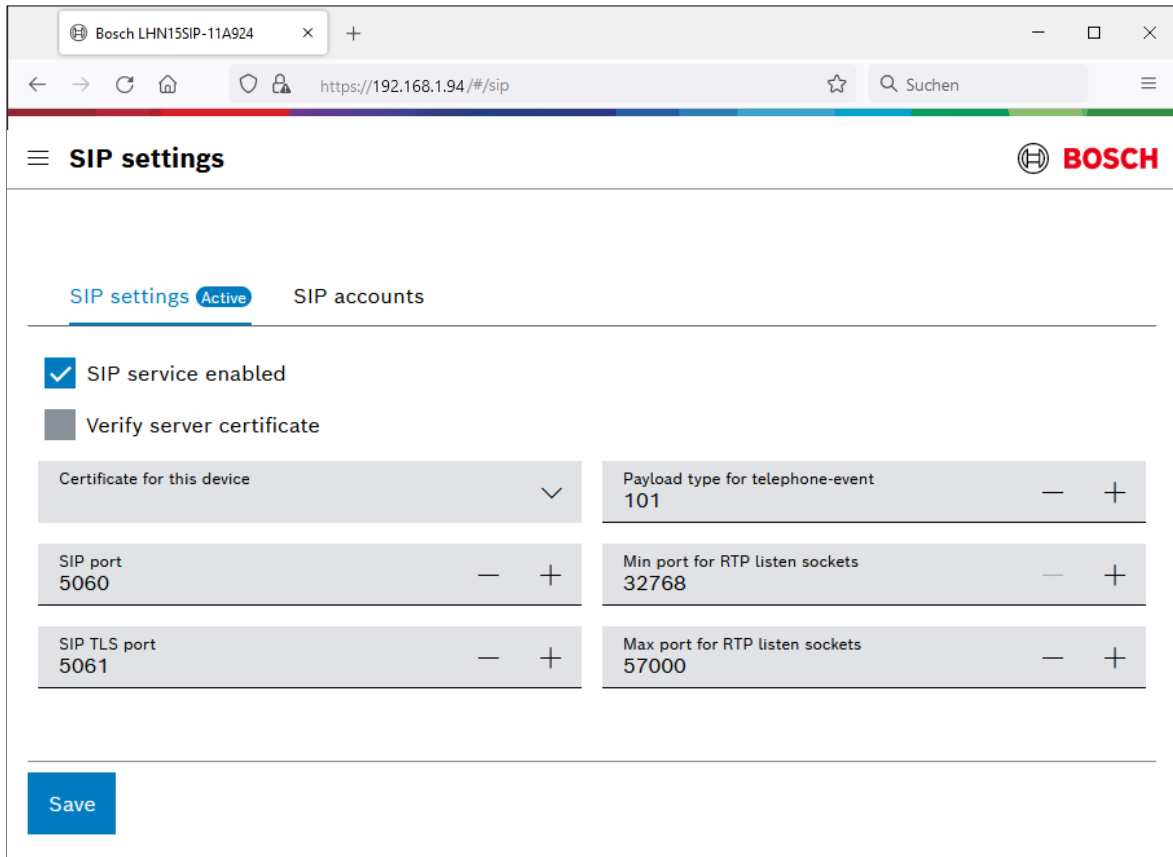 Bosch LHN15SIP-11A924
https://192.168.1.94/#/sip
Suchen
SIP settings
BOSCH
SIP settings Active SIP accounts
SIP service enabled
Verify server certificate
Certificate for this device
Payload type for telephone-event
101
SIP port
5060
Min port for RTP listen sockets
32768
SIP TLS port
5061
Max port for RTP listen sockets
57000
Save